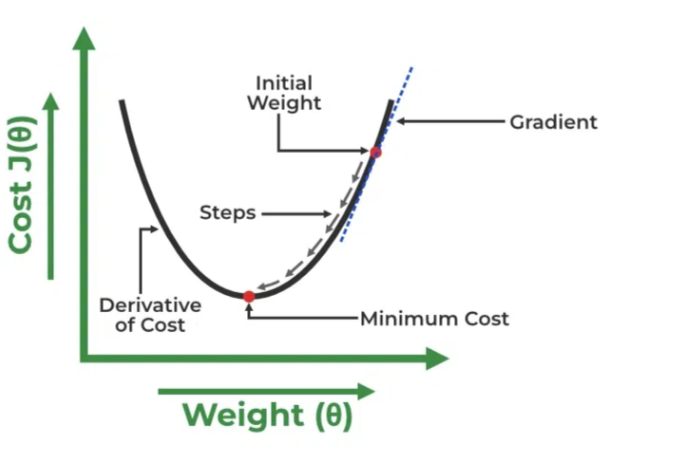 Initial
Weight
Gradient
Cost J(θ)
Steps
Derivative
of Cost
Minimum Cost
Weight (θ)